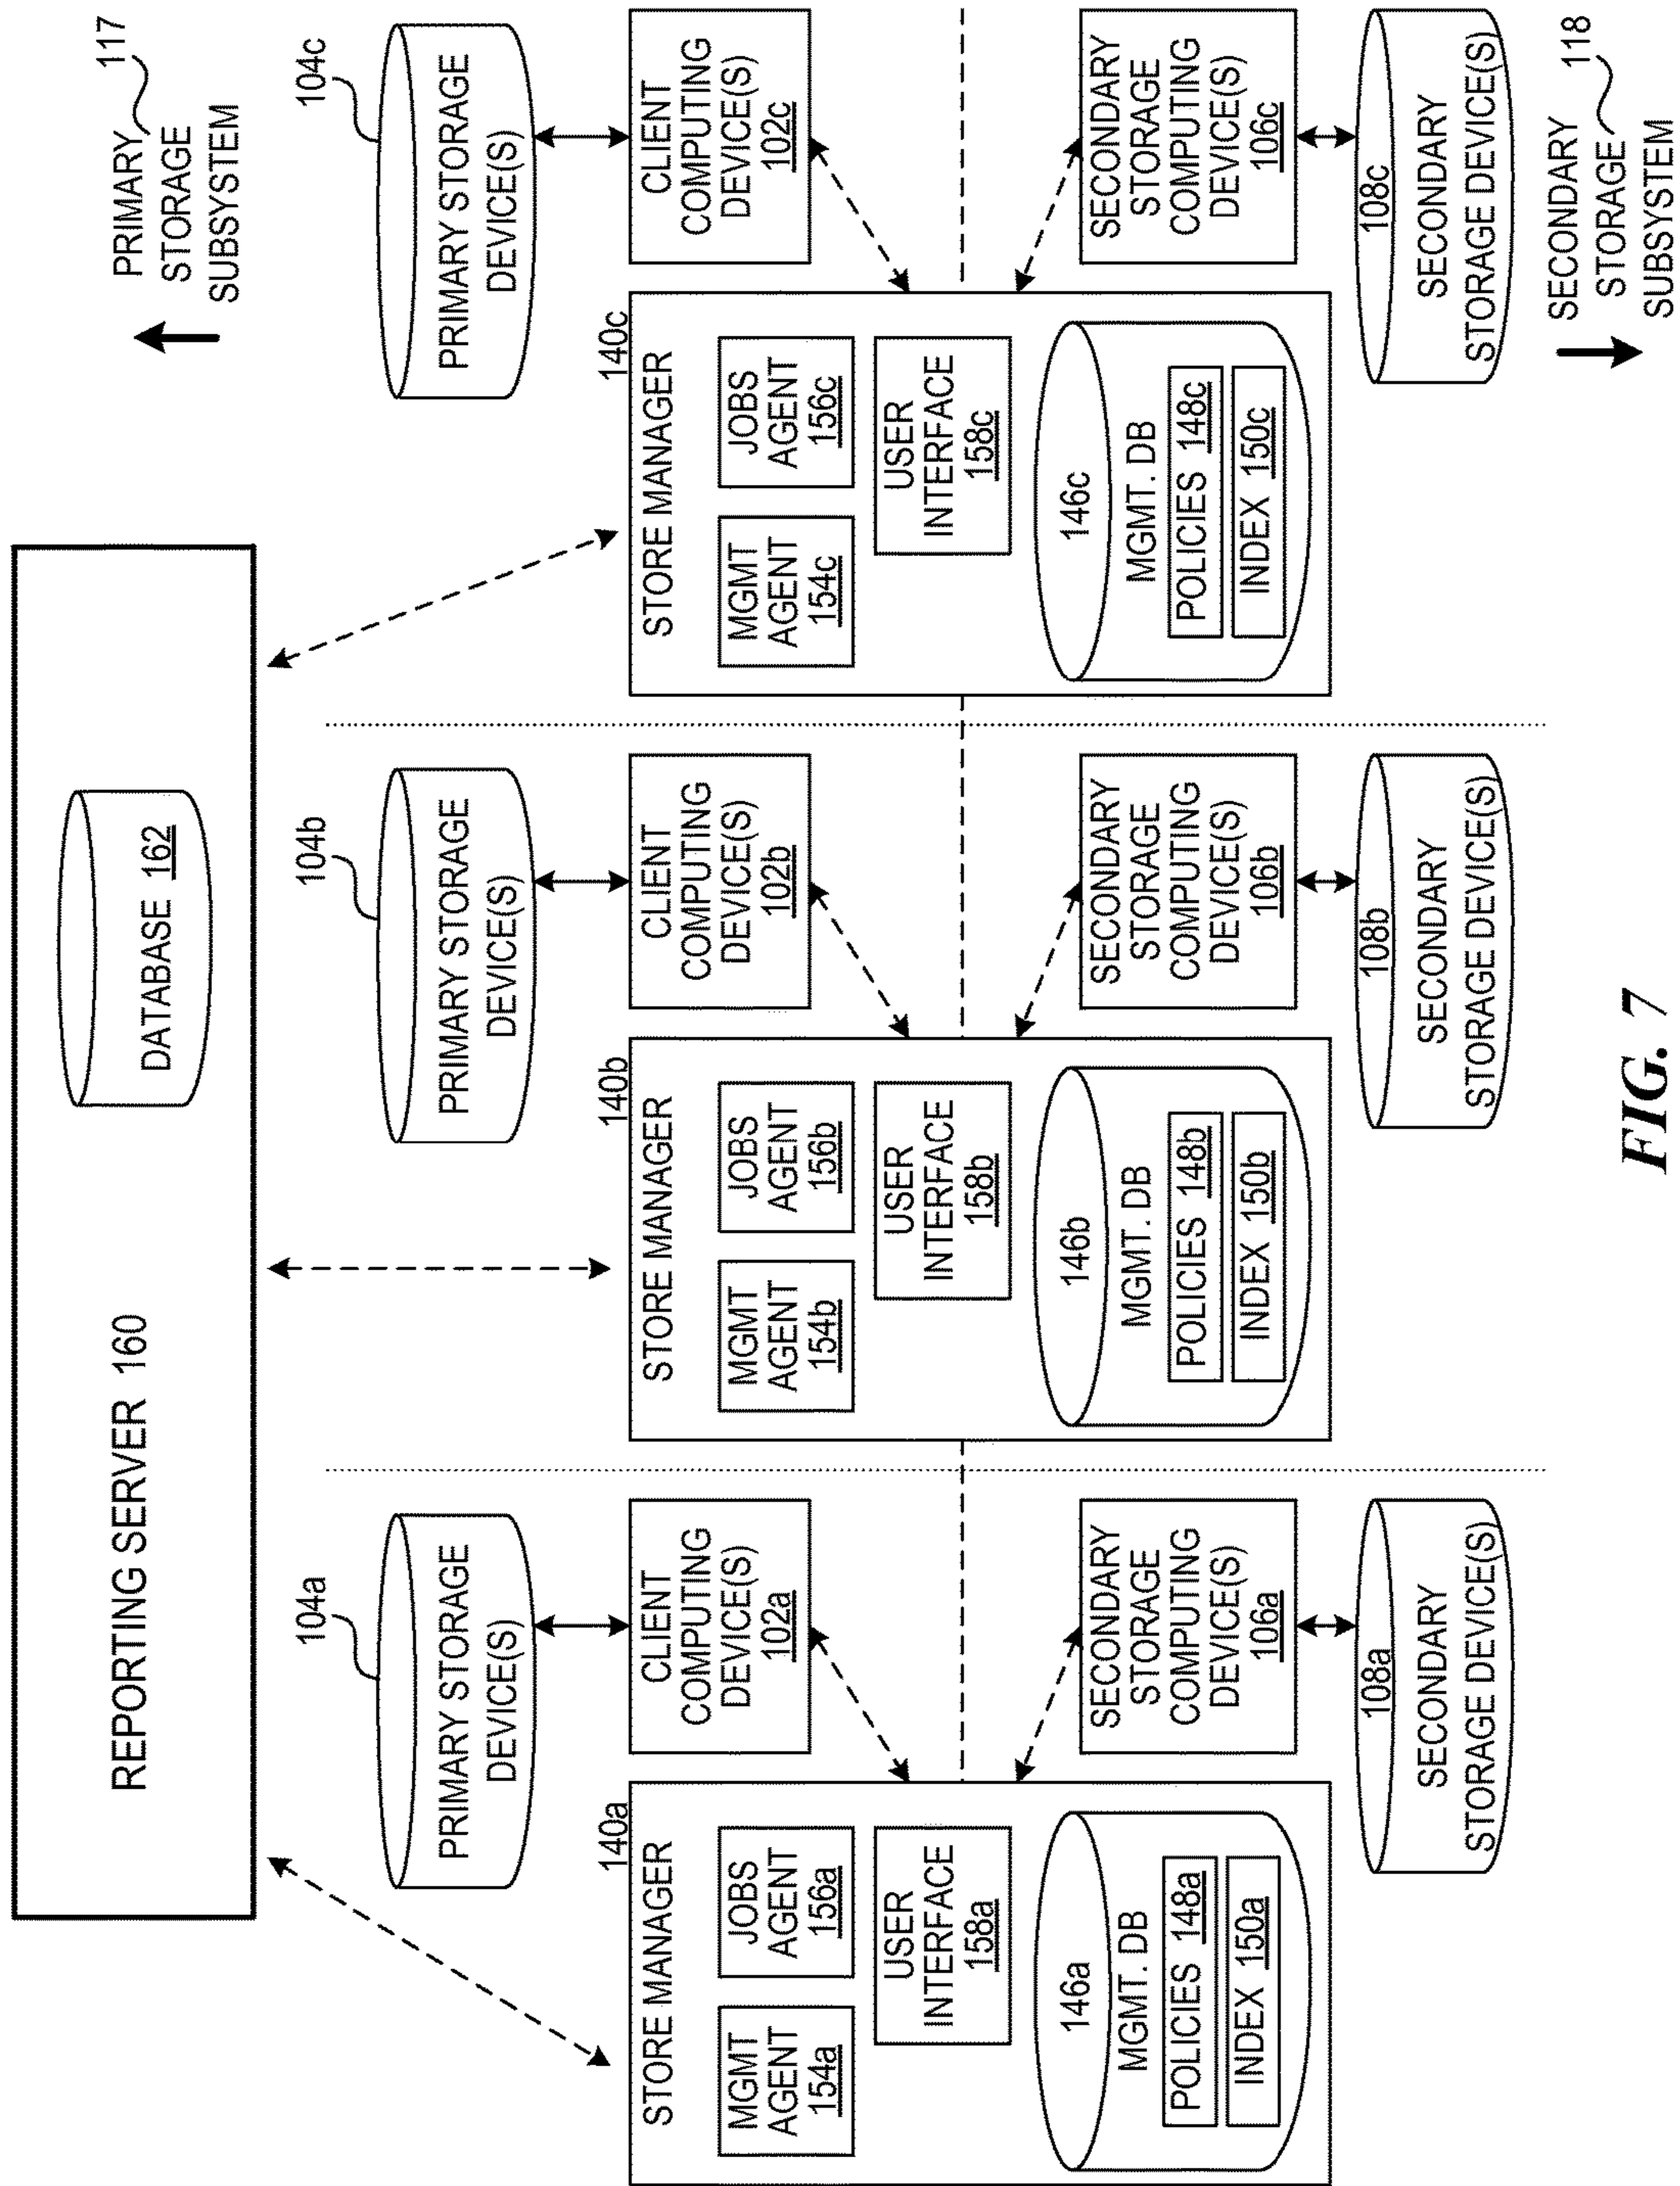 REPORTING SERVER 160
DATABASE 162
PRIMARY
STORAGE
SUBSYSTEM
117
104a
PRIMARY STORAGE
DEVICE(S)
140a
STORE MANAGER
MGMT
AGENT
154a
JOBS
AGENT
156a
USER
INTERFACE
158a
146a
MGMT. DB
POLICIES 148a
INDEX 150a
CLIENT
COMPUTING
DEVICE(S)
102a
SECONDARY
STORAGE
COMPUTING
DEVICE(S)
106a
108a
SECONDARY
STORAGE DEVICE(S)
104b
PRIMARY STORAGE
DEVICE(S)
140b
STORE MANAGER
MGMT
AGENT
154b
JOBS
AGENT
156b
USER
INTERFACE
158b
146b
MGMT. DB
POLICIES 148b
INDEX 150b
CLIENT
COMPUTING
DEVICE(S)
102b
SECONDARY
STORAGE
COMPUTING
DEVICE(S)
106b
108b
SECONDARY
STORAGE DEVICE(S)
104c
PRIMARY STORAGE
DEVICE(S)
140c
STORE MANAGER
MGMT
AGENT
154c
JOBS
AGENT
156c
USER
INTERFACE
158c
146c
MGMT. DB
POLICIES 148c
INDEX 150c
CLIENT
COMPUTING
DEVICE(S)
102c
SECONDARY
STORAGE
COMPUTING
DEVICE(S)
106c
108c
SECONDARY
STORAGE DEVICE(S)
SECONDARY
STORAGE
SUBSYSTEM
118
FIG. 7